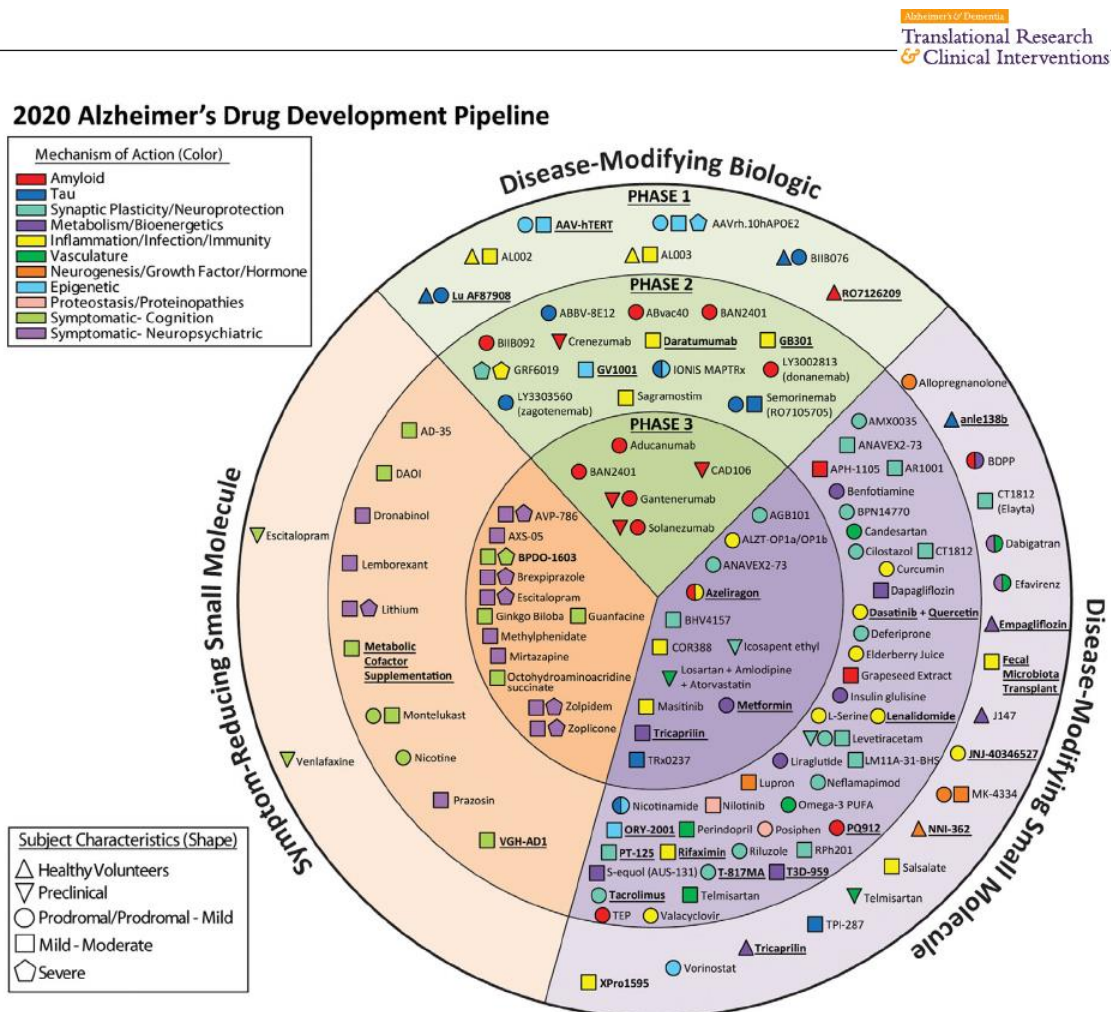 Alzheimer's & Dementia
Translational Research
& Clinical Interventions
2020 Alzheimer's Drug Development Pipeline
Mechanism of Action (Color)
Amyloid
Tau
Synaptic Plasticity/Neuroprotection
Metabolism/Bioenergetics
Inflammation/Infection/Immunity
Vasculature
Neurogenesis/Growth Factor/Hormone
Epigenetic
Proteostasis/Proteinopathies
Symptomatic- Cognition
Symptomatic- Neuropsychiatric
Disease-Modifying Biologic
PHASE 1
AAV-hTERT
AAVrh.10hAPOE2
AL002
AL003
BIIB076
Lu AF87908
RO7126209
PHASE 2
ABBV-8E12
ABvac40
BAN2401
BIIB092
Crenezumab
Daratumumab
GB301
GRF6019
GV1001
IONIS MAPTRx
LY3002813
(donanemab)
LY3303560
(zagotenemab)
Sagramostim
Semorinemab
(RO7105705)
PHASE 3
Aducanumab
BAN2401
CAD106
Gantenerumab
Solanezumab
Symptom-Reducing Small Molecule
Escitalopram
Venlafaxine
AD-35
DAOI
Dronabinol
Lemborexant
Lithium
Metabolic
Cofactor
Supplementation
Montelukast
Nicotine
Prazosin
VGH-AD1
AVP-786
AXS-05
BPDO-1603
Brexpiprazole
Escitalopram
Ginkgo Biloba
Guanfacine
Methylphenidate
Mirtazapine
Octohydroaminoacridine
succinate
Zolpidem
Zoplicone
AGB101
ALZT-OP1a/OP1b
ANAVEX2-73
Azeliragon
BHV4157
COR388
Icosapent ethyl
Losartan + Amlodipine
+ Atorvastatin
Masitinib
Metformin
Tricaprilin
TRx0237
AMX0035
ANAVEX2-73
APH-1105
AR1001
Benfotiamine
BPN14770
Candesartan
Cilostazol
CT1812
Curcumin
Dapagliflozin
Dasatinib + Quercetin
Deferiprone
Elderberry Juice
Grapeseed Extract
Insulin glulisine
L-Serine
Lenalidomide
Levetiracetam
Liraglutide
LM11A-31-BHS
Lupron
Neflamapimod
Nicotinamide
Nilotinib
Omega-3 PUFA
ORY-2001
Perindopril
Posiphen
PQ912
PT-125
Rifaximin
Riluzole
RPh201
S-equol (AUS-131)
T-817MA
T3D-959
Tacrolimus
Telmisartan
TEP
Valacyclovir
Allopregnanolone
anle138b
BDPP
CT1812
(Elayta)
Dabigatran
Efavirenz
Empagliflozin
Fecal
Microbiota
Transplant
J147
JNJ-40346527
MK-4334
NNI-362
Salsalate
Telmisartan
TPI-287
Tricaprilin
Vorinostat
XPro1595
Disease-Modifying Small Molecule
Subject Characteristics (Shape)
Healthy Volunteers
Preclinical
Prodromal/Prodromal - Mild
Mild - Moderate
Severe